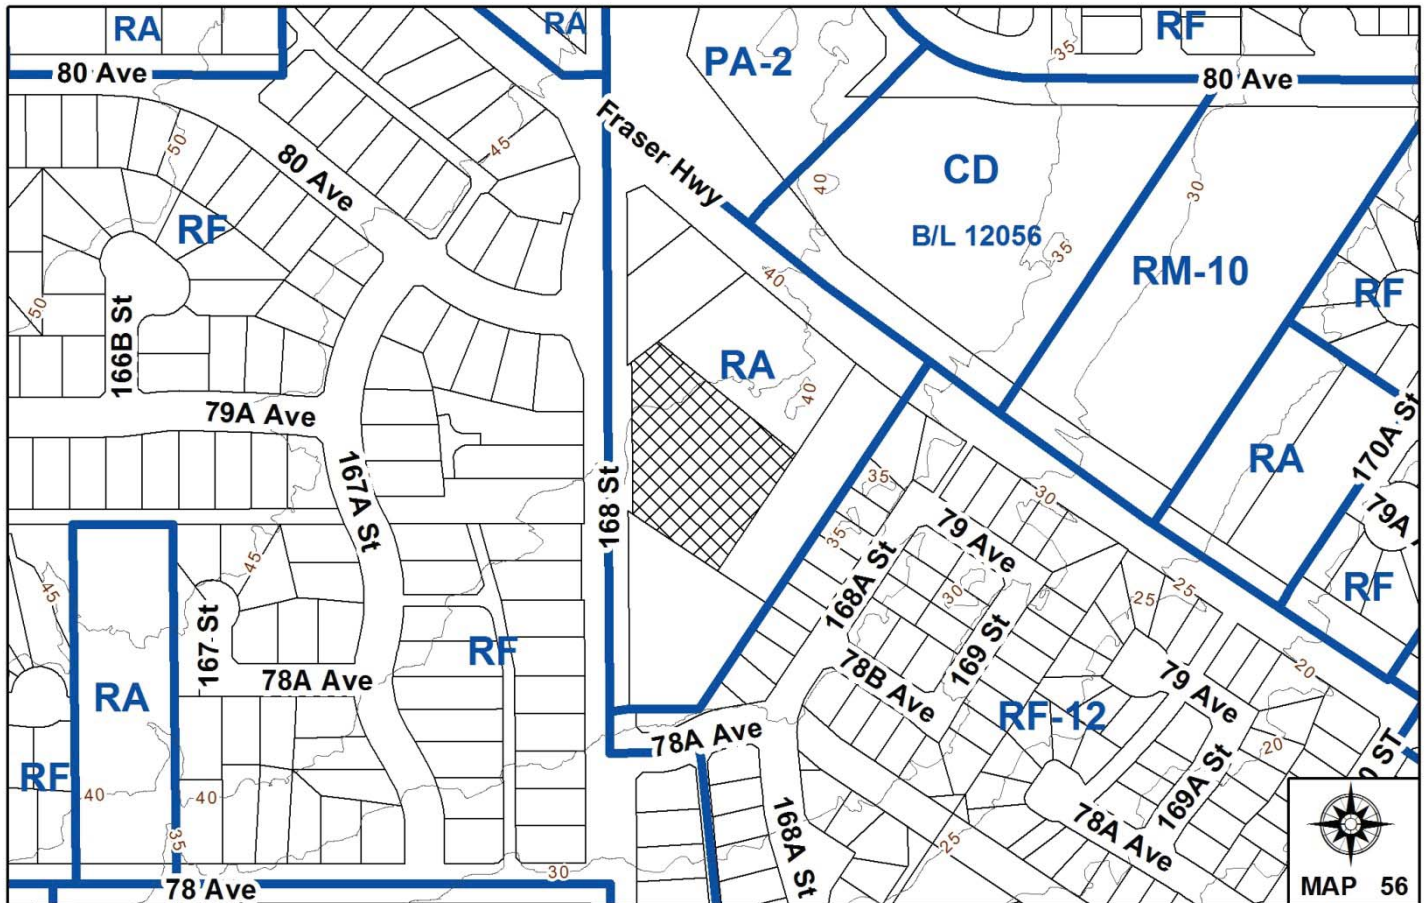 RA
RA
PA-2
RF
35
80 Ave
80 Ave
Fraser Hwy
45
50
80 Ave
CD
40
30
RF
B/L 12056
35
RM-10
40
RF
50
166B St
RA
40
79A Ave
170A St
RA
167A St
35
30
79A
168 St
79 Ave
35
45
45
168A St
30
25
25
RF
167 St
169 St
RF
78A Ave
78B Ave
79 Ave
20
RA
RF-12
78A Ave
20
0 ST
RF
40
40
169A St
35
168A St
25
78A Ave
30
78 Ave
MAP 56